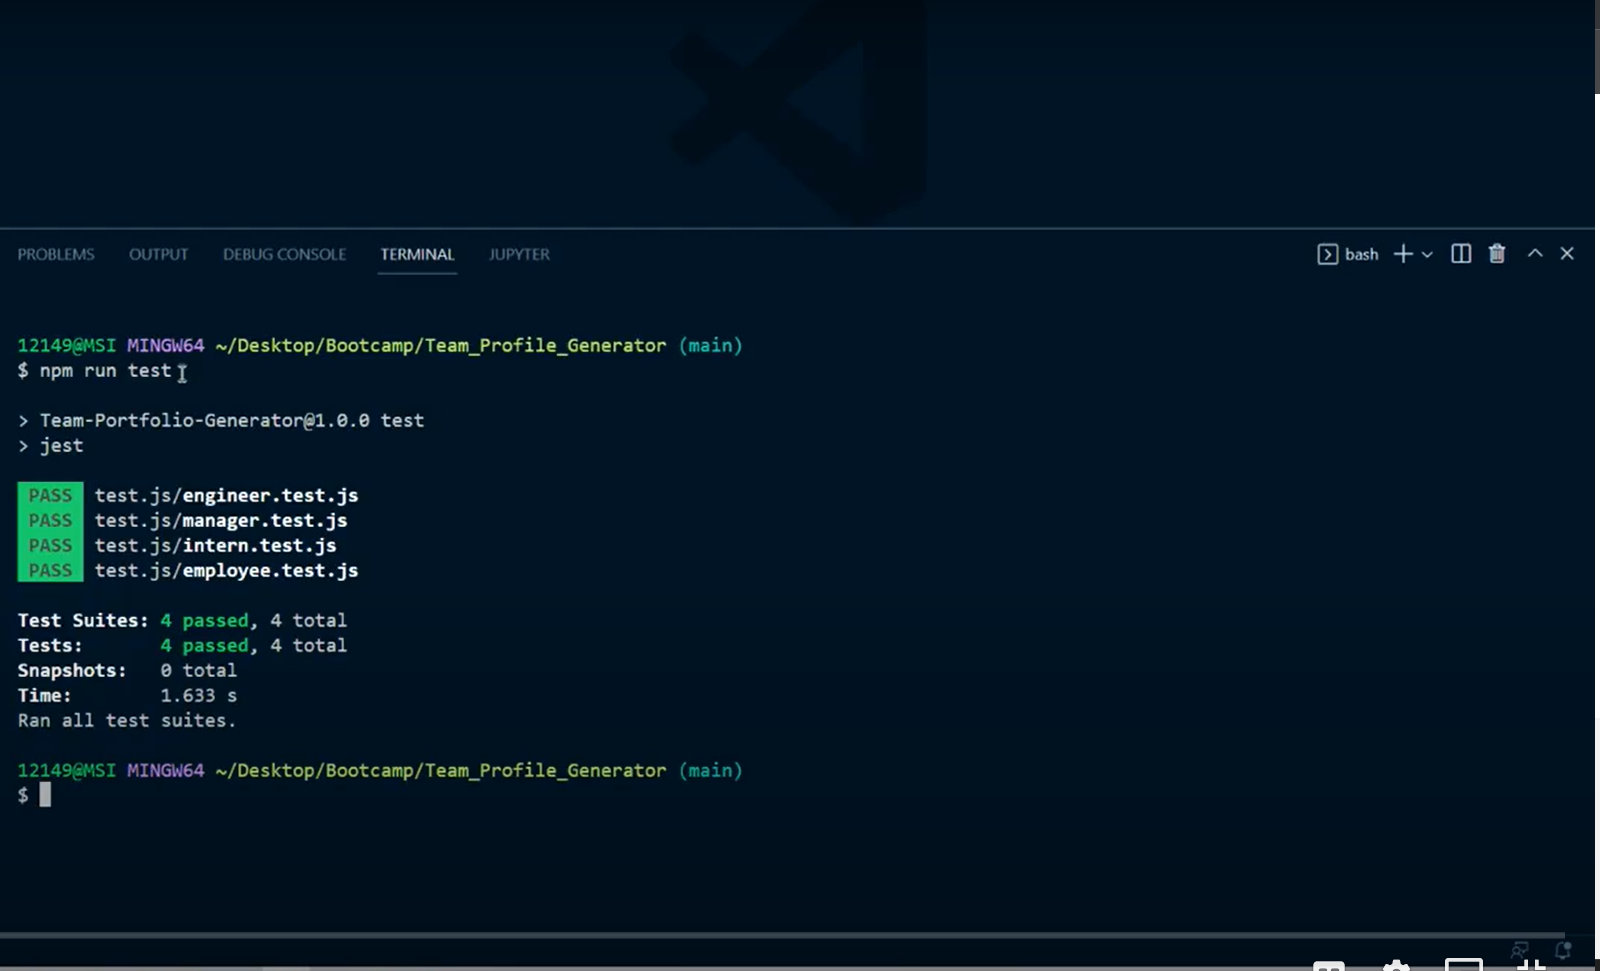 PROBLEMS OUTPUT DEBUG CONSOLE TERMINAL JUPYTER bash
12149@MSI MINGW64 ~/Desktop/Bootcamp/Team_Profile_Generator (main)
$ npm run test
> Team-Portfolio-Generator@1.0.0 test
> jest
PASS test.js/engineer.test.js
PASS test.js/manager.test.js
PASS test.js/intern.test.js
PASS test.js/employee.test.js
Test Suites: 4 passed, 4 total
Tests: 4 passed, 4 total
Snapshots: 0 total
Time: 1.633 s
Ran all test suites.
12149@MSI MINGW64 ~/Desktop/Bootcamp/Team_Profile_Generator (main)
$